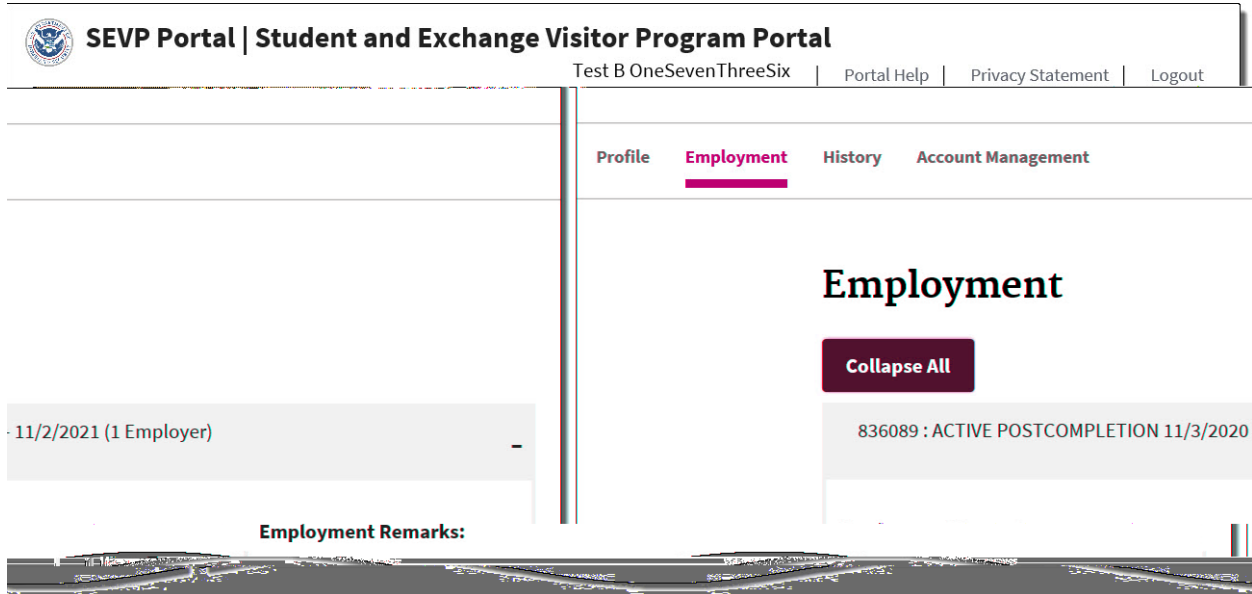 SEVP Portal | Student and Exchange Visitor Program Portal
Test B OneSevenThreeSix | Portal Help | Privacy Statement | Logout
Profile Employment History Account Management
Employment
Collapse All
- 11/2/2021 (1 Employer) -
836089 : ACTIVE POSTCOMPLETION 11/3/2020
Employment Remarks: